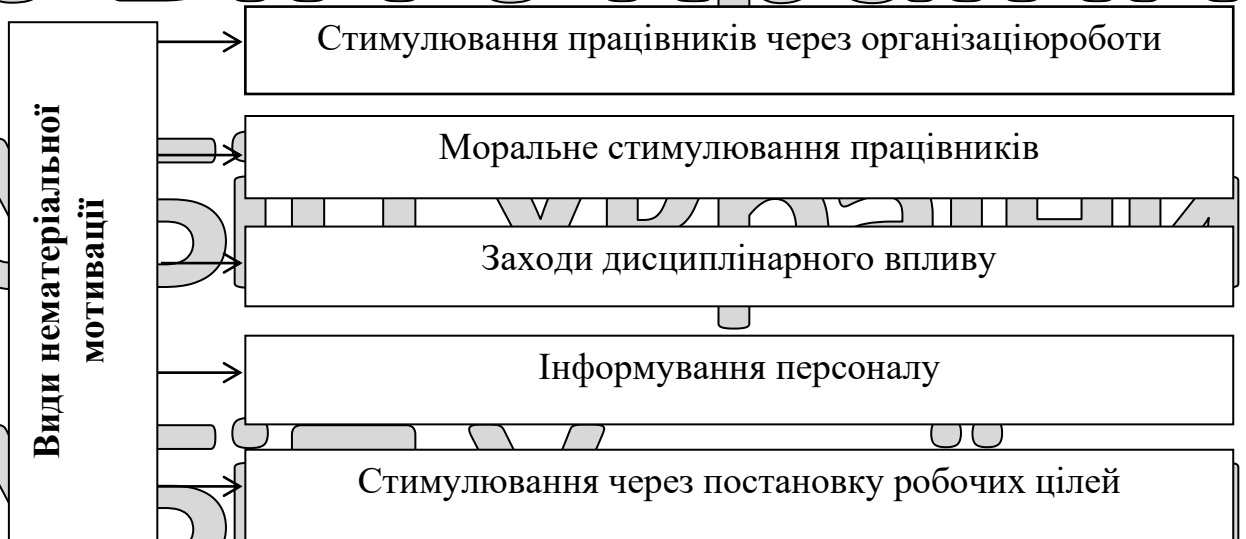 Види нематеріальної
мотивації
Стимулювання працівників через організаціюроботи
Моральне стимулювання працівників
Заходи дисциплінарного впливу
Інформування персоналу
Стимулювання через постановку робочих цілей